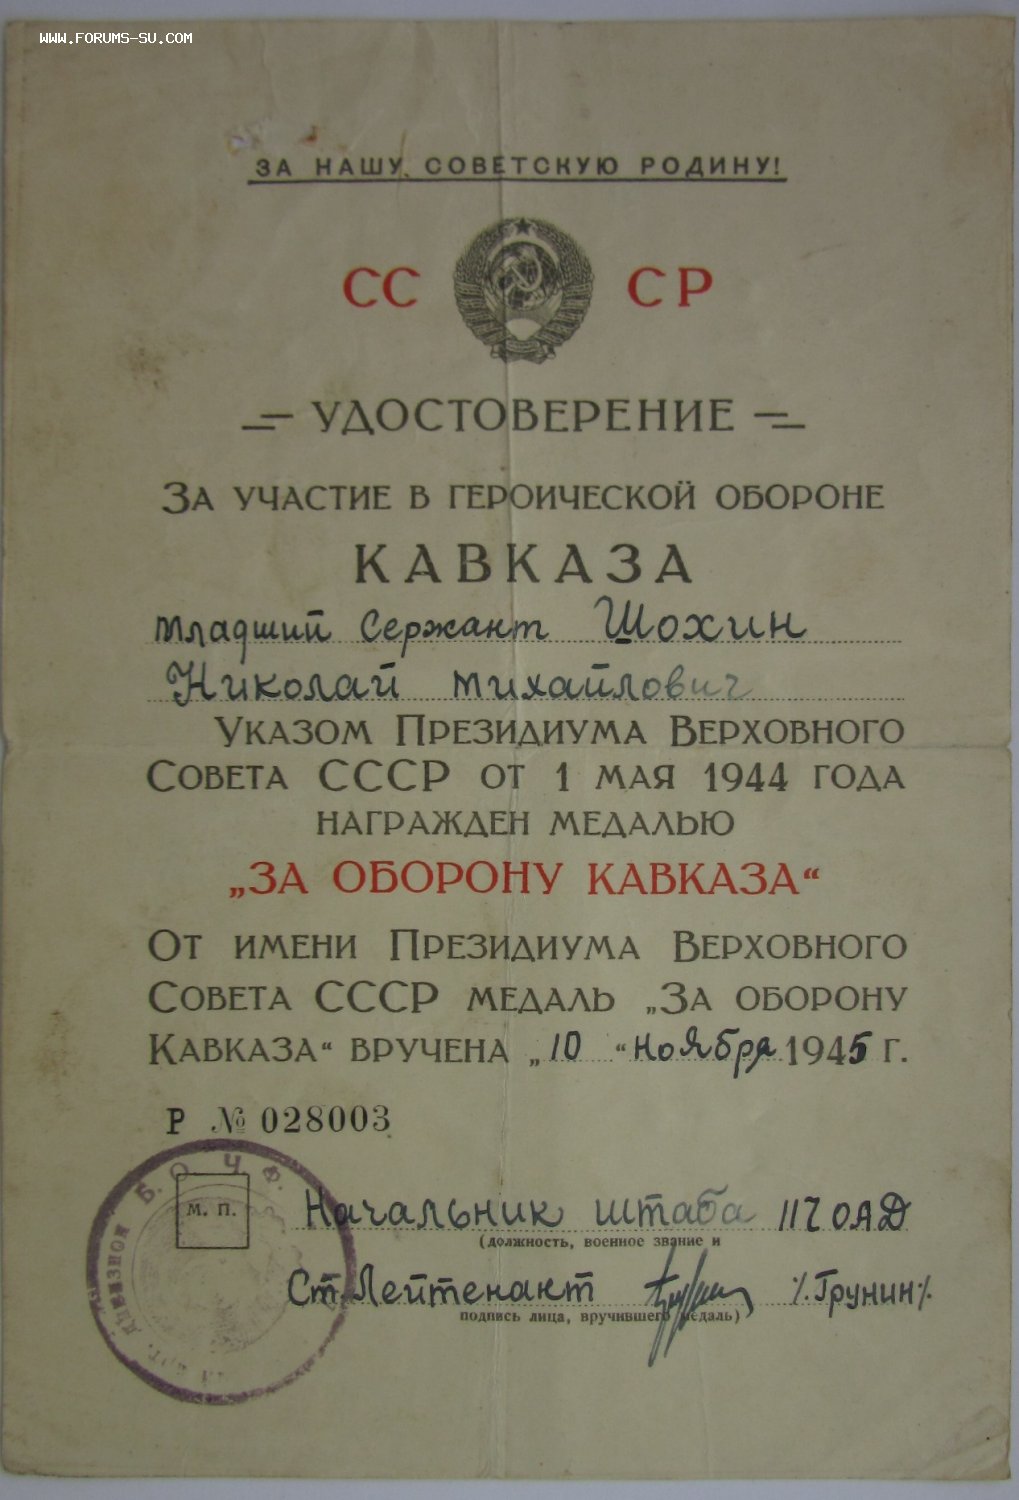 WWW.FORUMS-SU.COM
ЗА НАШУ СОВЕТСКУЮ РОДИНУ!
СС СР
УДОСТОВЕРЕНИЕ
ЗА УЧАСТИЕ В ГЕРОИЧЕСКОЙ ОБОРОНЕ
КАВКАЗА
Младший Сержант Шохин
Николай Михайлович
УКАЗОМ ПРЕЗИДИУМА ВЕРХОВНОГО
СОВЕТА СССР ОТ 1 МАЯ 1944 ГОДА
НАГРАЖДЕН МЕДАЛЬЮ
„ЗА ОБОРОНУ КАВКАЗА“
ОТ ИМЕНИ ПРЕЗИДИУМА ВЕРХОВНОГО
СОВЕТА СССР МЕДАЛЬ „ЗА ОБОРОНУ
КАВКАЗА“ ВРУЧЕНА „10“ Ноября 1945 Г.
Р № 028003
Б. О. Ч. Ф.
М. П.
Начальник штаба 117 ОАД
(должность, военное звание и
Ст. Лейтенант /Грунин/.
подпись лица, вручившего медаль)
арт. дивизион